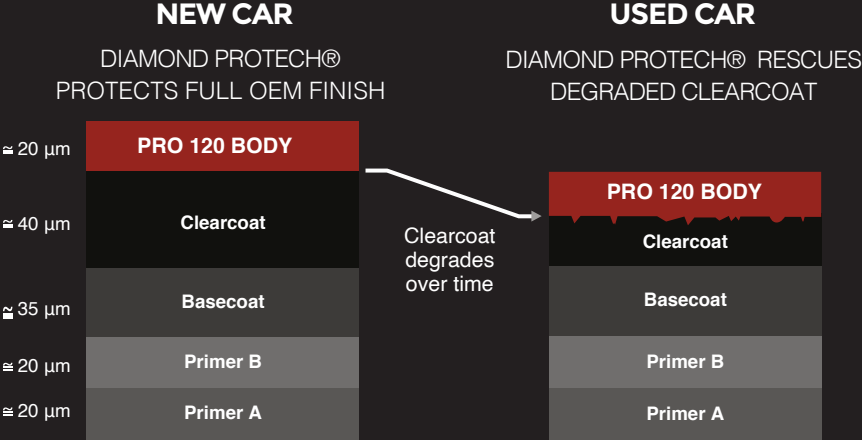 NEW CAR
DIAMOND PROTECH®
PROTECTS FULL OEM FINISH
USED CAR
DIAMOND PROTECH® RESCUES
DEGRADED CLEARCOAT
≅ 20 μm
PRO 120 BODY
≅ 40 μm
Clearcoat
≅ 35 μm
Basecoat
≅ 20 μm
Primer B
≅ 20 μm
Primer A
Clearcoat
degrades
over time
PRO 120 BODY
Clearcoat
Basecoat
Primer B
Primer A